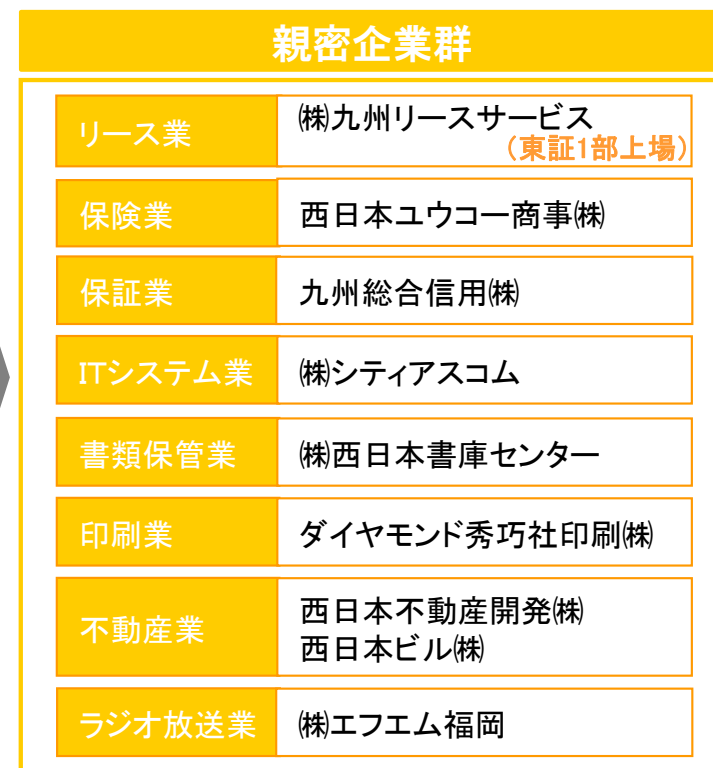 親密企業群
リース業
㈱九州リースサービス
（東証1部上場）
保険業
西日本ユウコー商事㈱
保証業
九州総合信用㈱
ITシステム業
㈱シティアスコム
書類保管業
㈱西日本書庫センター
印刷業
ダイヤモンド秀巧社印刷㈱
不動産業
西日本不動産開発㈱
西日本ビル㈱
ラジオ放送業
㈱エフエム福岡